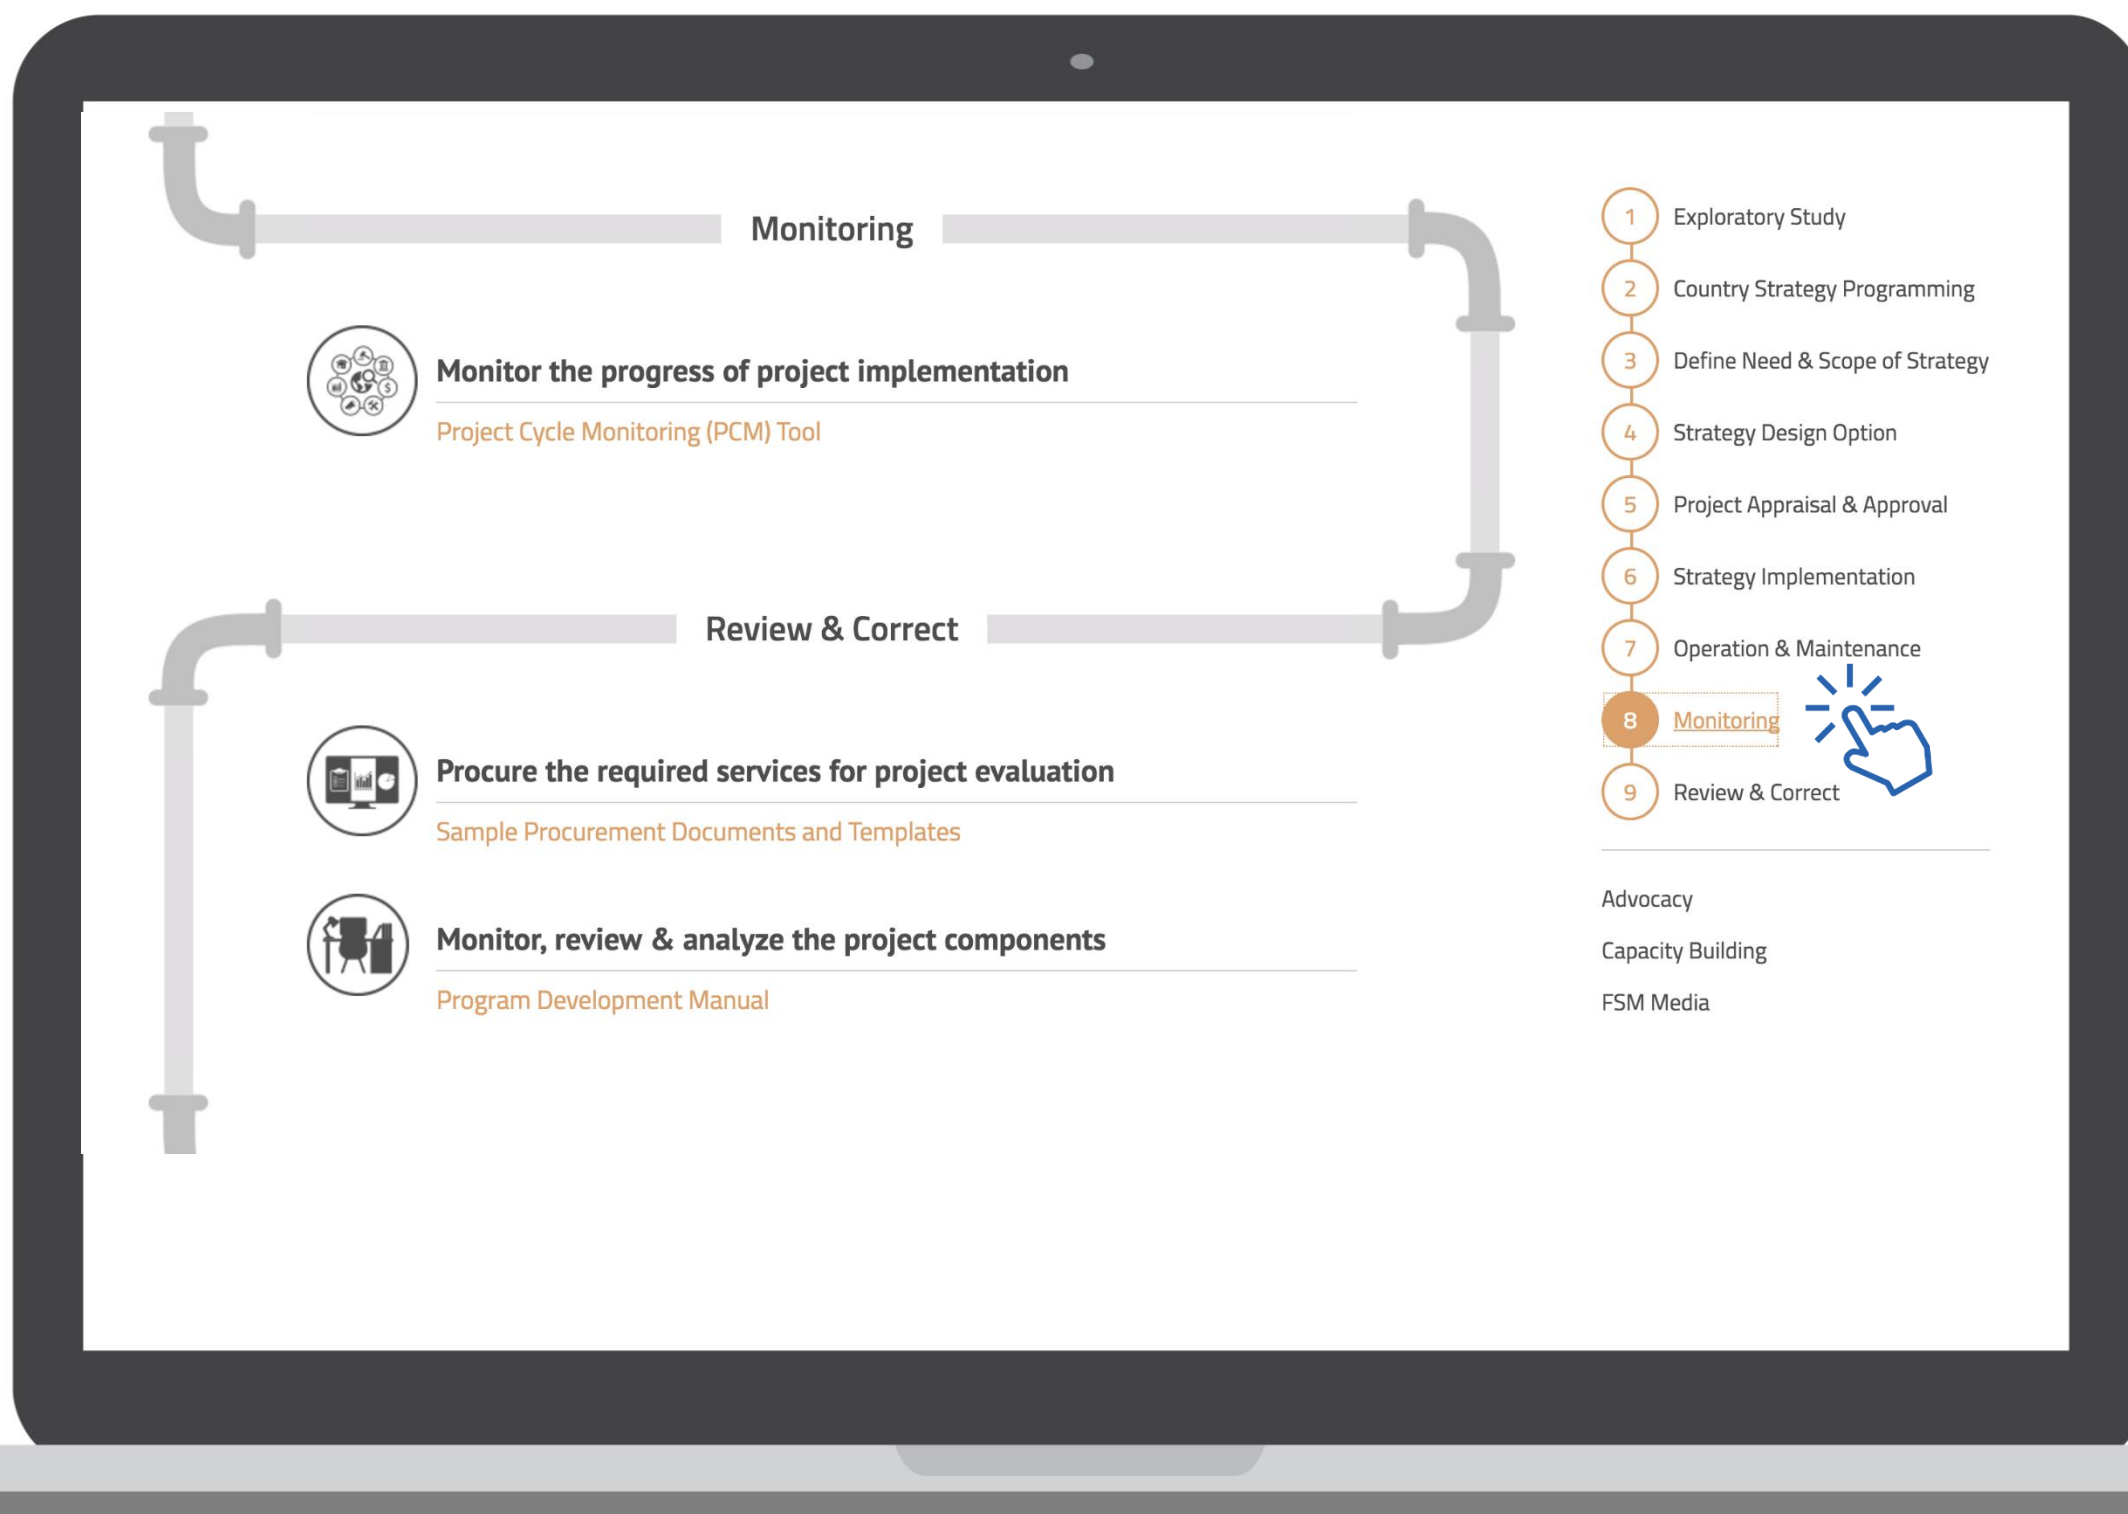 Monitoring
Monitor the progress of project implementation
Project Cycle Monitoring (PCM) Tool
Review & Correct
Procure the required services for project evaluation
Sample Procurement Documents and Templates
Monitor, review & analyze the project components
Program Development Manual
1 Exploratory Study
2 Country Strategy Programming
3 Define Need & Scope of Strategy
4 Strategy Design Option
5 Project Appraisal & Approval
6 Strategy Implementation
7 Operation & Maintenance
8 Monitoring
9 Review & Correct
Advocacy
Capacity Building
FSM Media